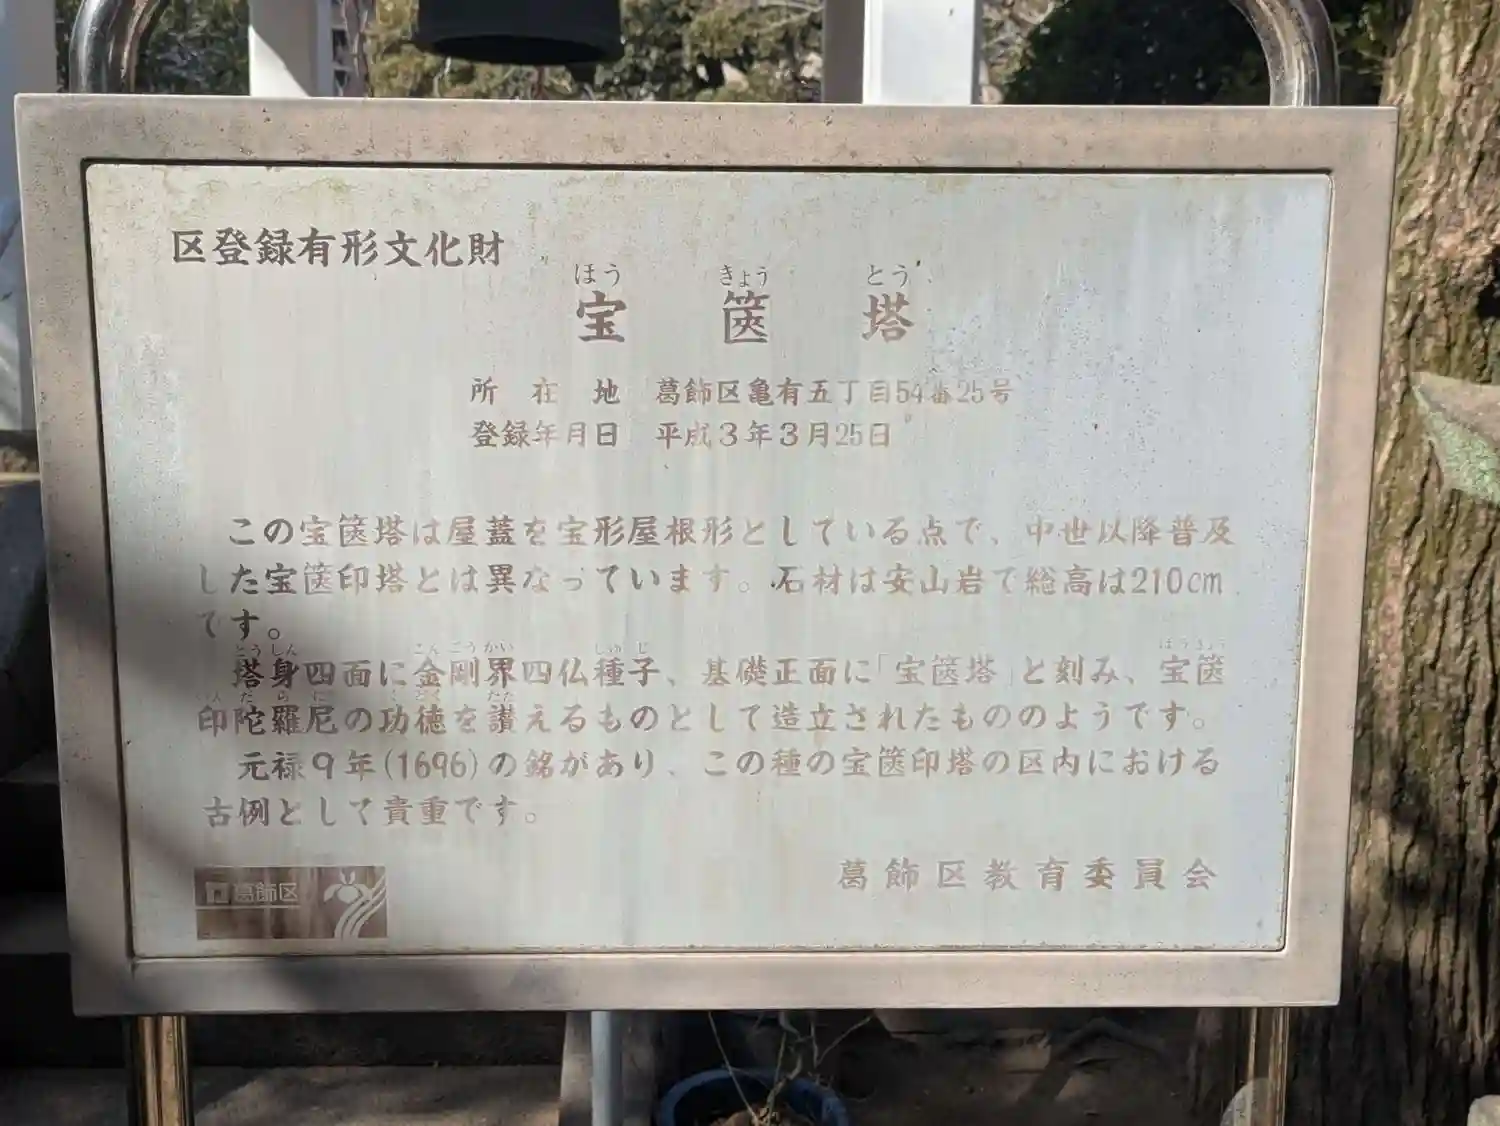 区登録有形文化財
ほう きょう とう
宝 篋 塔
所 在 地 葛飾区亀有五丁目54番25号
登録年月日 平成3年3月25日
この宝篋塔は屋蓋を宝形屋根形としている点で、中世以降普及
した宝篋印塔とは異なっています。石材は安山岩で総高は210cm
です。
とうしん こんごうかい しゅじ ほうきょう
塔身四面に金剛界四仏種子、基礎正面に「宝篋塔」と刻み、宝篋
いんだらに くどく たた
印陀羅尼の功徳を讃えるものとして造立されたもののようです。
元禄9年(1696)の銘があり、この種の宝篋印塔の区内における
古例として貴重です。
葛飾区教育委員会
葛飾区